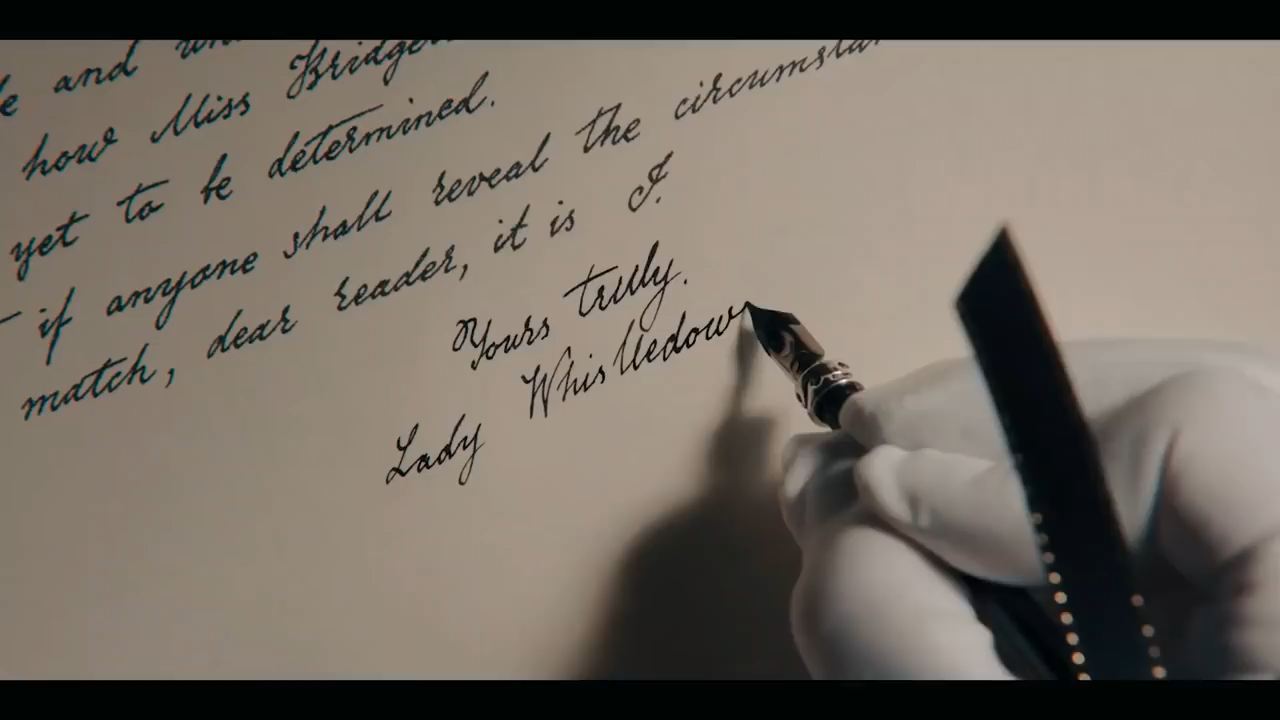 and
how Miss Bridger
yet to be determined.
if anyone shall reveal the circumstan
match, dear reader, it is I.
Yours truly.
Lady Whistledow